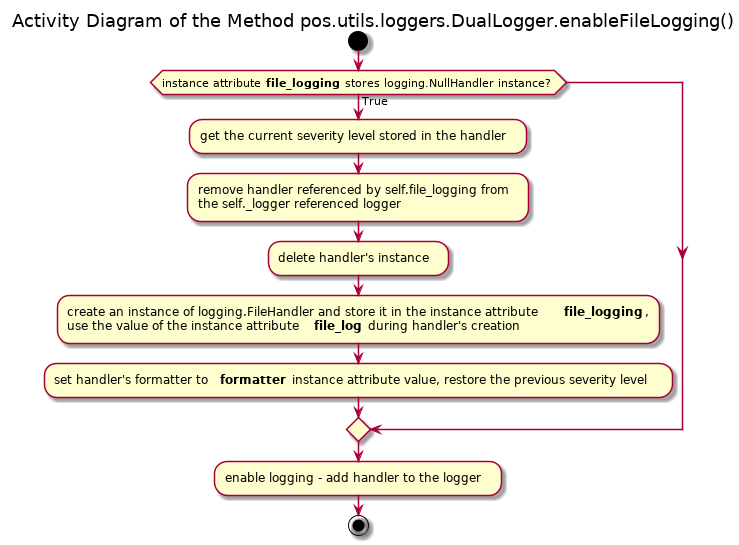 Activity Diagram of the Method pos.utils.loggers.DualLogger.enableFileLogging()
instance attribute file_logging stores logging.NullHandler instance?
True
get the current severity level stored in the handler
remove handler referenced by self.file_logging from
the self._logger referenced logger
delete handler's instance
create an instance of logging.FileHandler and store it in the instance attribute file_logging,
use the value of the instance attribute file_log during handler's creation
set handler's formatter to formatter instance attribute value, restore the previous severity level
enable logging - add handler to the logger